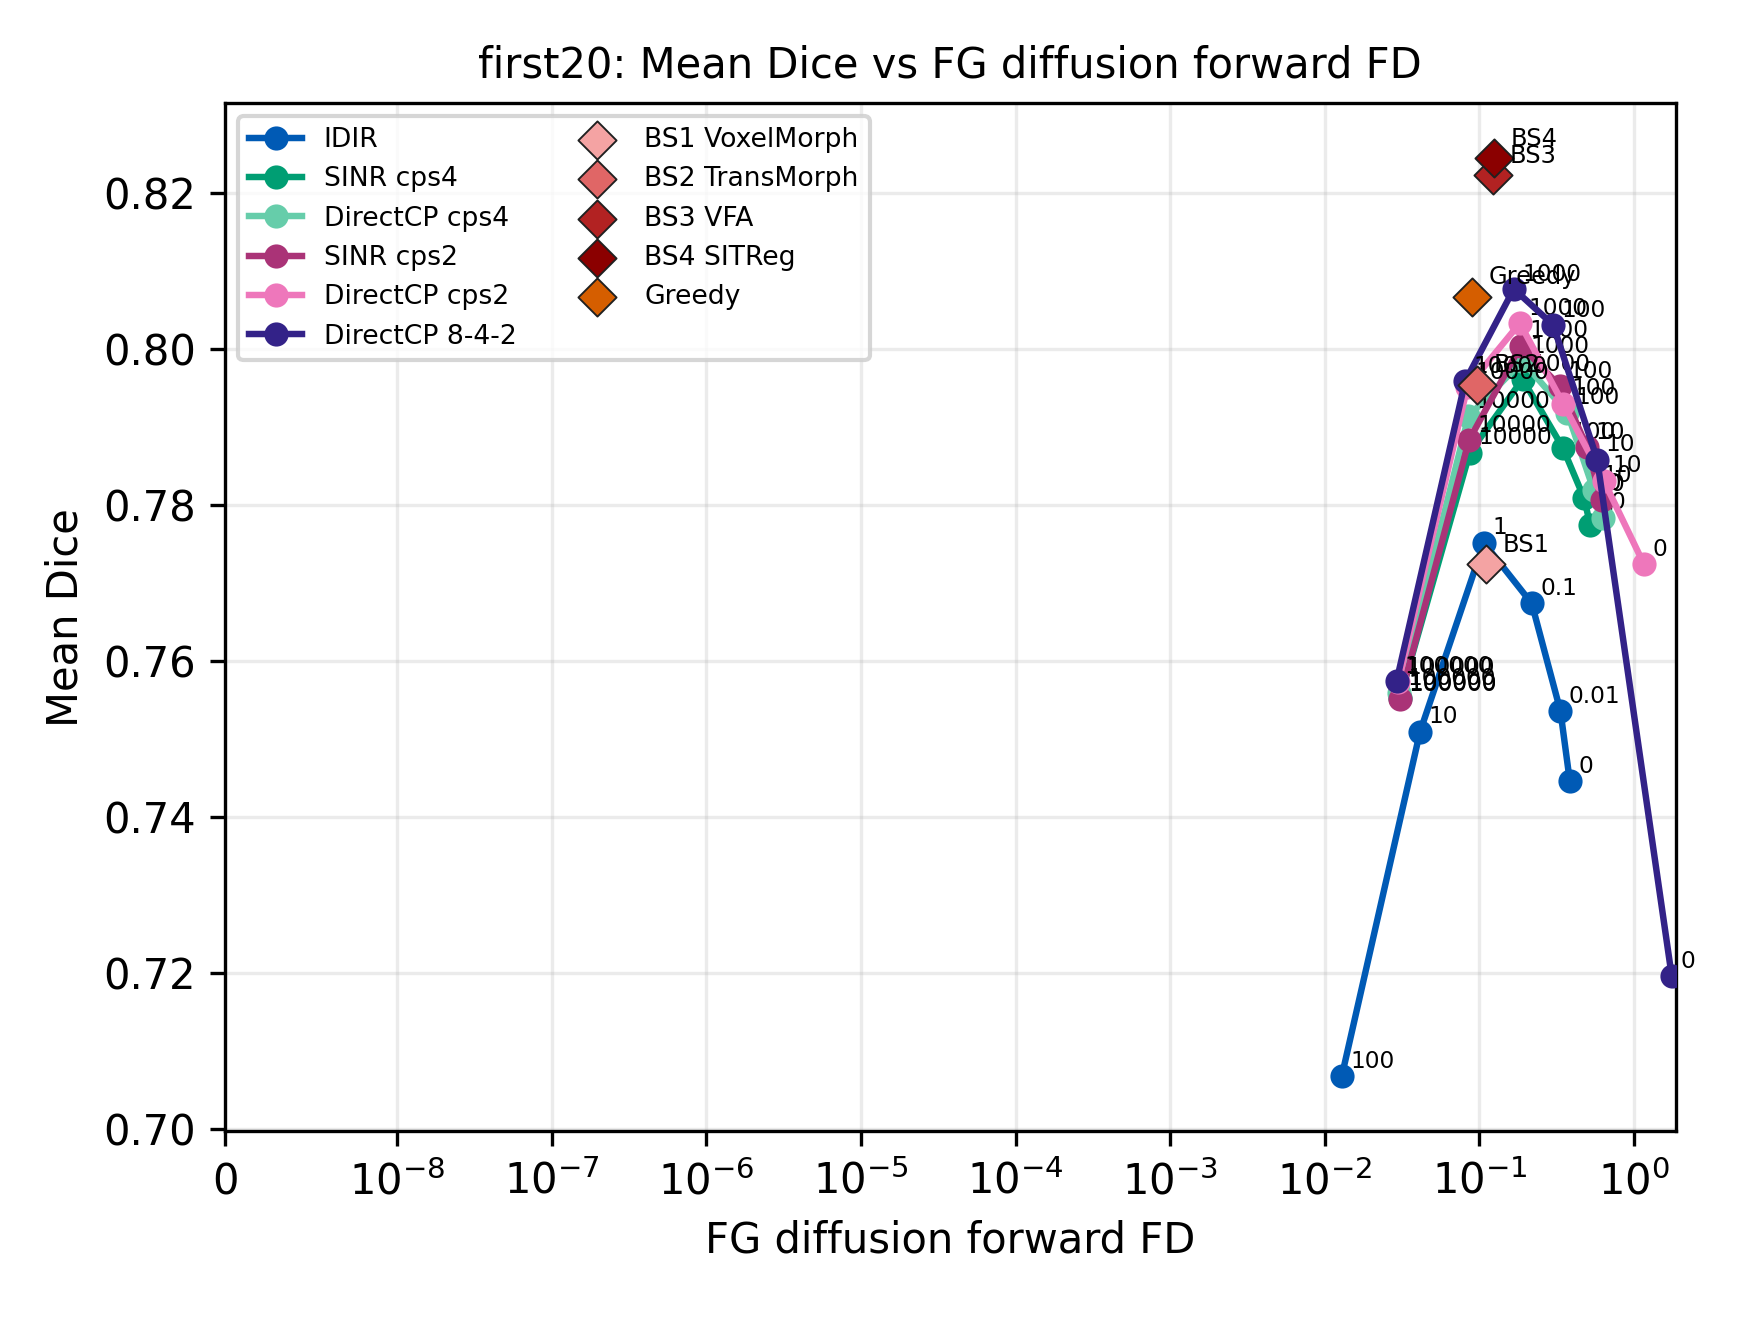 first20: Mean Dice vs FG diffusion forward FD
IDIR
SINR cps4
DirectCP cps4
SINR cps2
DirectCP cps2
DirectCP 8-4-2
BS1 VoxelMorph
BS2 TransMorph
BS3 VFA
BS4 SITReg
Greedy
BS4
BS3
Greedy
1000
1000
100
1000
100
100
100
10000
10000
10000
10000
BS2
10
10
10
1
BS1
0
0.1
100000
100000
10
0.01
0
0
100
0.82
0.80
0.78
0.76
0.74
0.72
0.70
Mean Dice
0 10⁻⁸ 10⁻⁷ 10⁻⁶ 10⁻⁵ 10⁻⁴ 10⁻³ 10⁻² 10⁻¹ 10⁰
FG diffusion forward FD